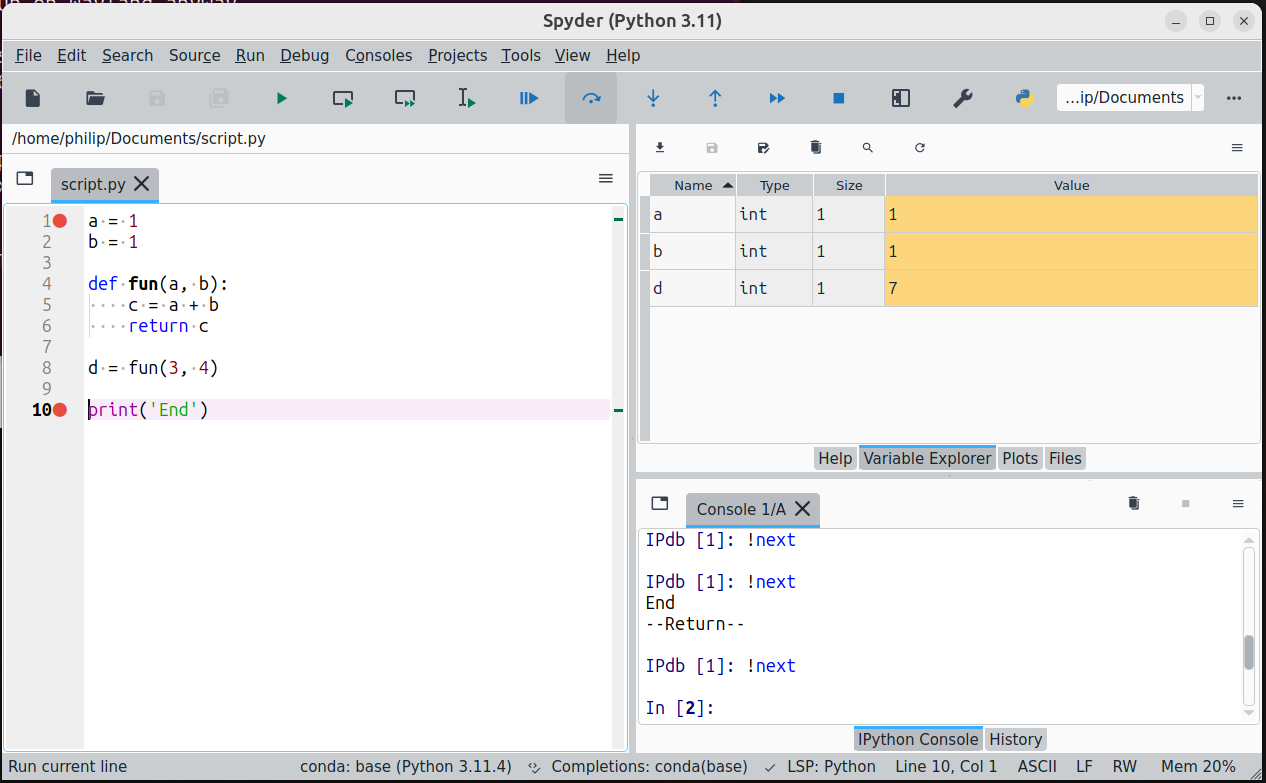 Spyder (Python 3.11)
File Edit Search Source Run Debug Consoles Projects Tools View Help
...ip/Documents
/home/philip/Documents/script.py
script.py
1 a = 1
2 b = 1
3
4 def fun(a, b):
5 c = a + b
6 return c
7
8 d = fun(3, 4)
9
10 print('End')
Name Type Size Value
a int 1 1
b int 1 1
d int 1 7
Help Variable Explorer Plots Files
Console 1/A
IPdb [1]: !next
IPdb [1]: !next
End
--Return--
IPdb [1]: !next
In [2]:
IPython Console History
Run current line conda: base (Python 3.11.4) Completions: conda(base) LSP: Python Line 10, Col 1 ASCII LF RW Mem 20%